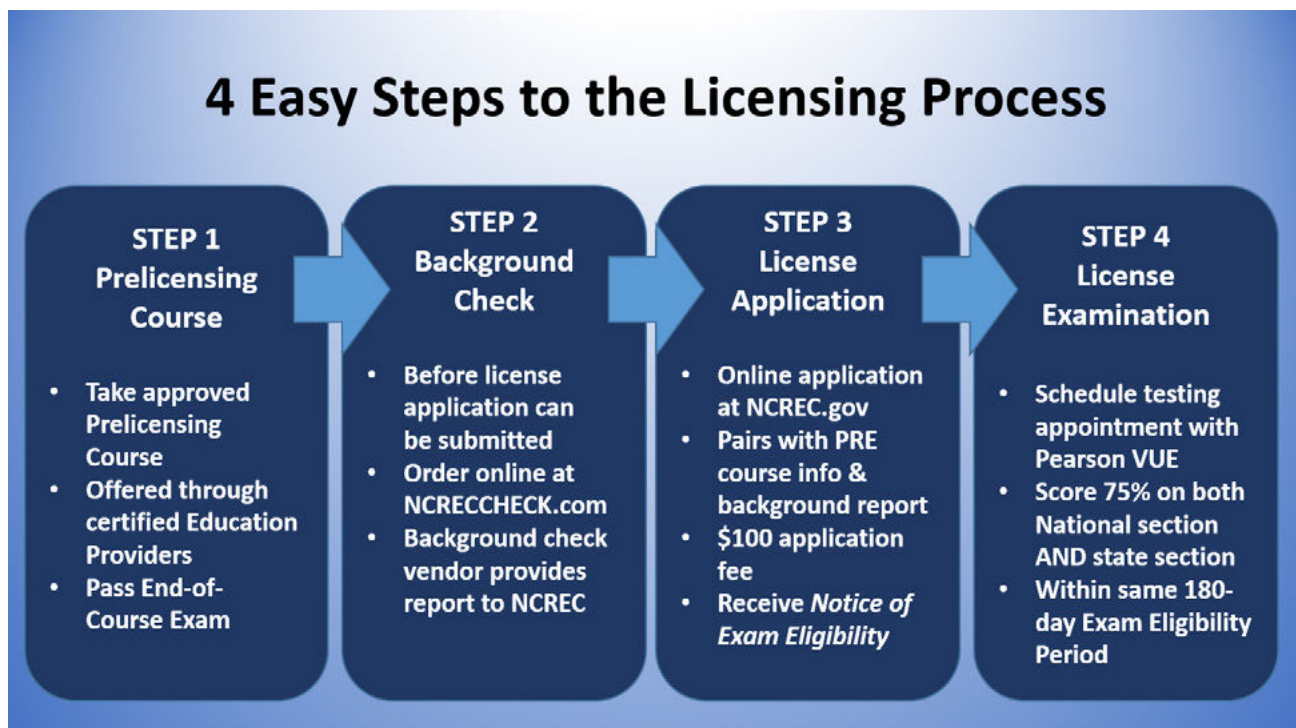 4 Easy Steps to the Licensing Process
STEP 1
Prelicensing
Course
• Take approved
Prelicensing
Course
• Offered through
certified Education
Providers
• Pass End-of-
Course Exam
STEP 2
Background
Check
• Before license
application can
be submitted
• Order online at
NCRECCHECK.com
• Background check
vendor provides
report to NCREC
STEP 3
License
Application
• Online application
at NCREC.gov
• Pairs with PRE
course info &
background report
• $100 application
fee
• Receive Notice of
Exam Eligibility
STEP 4
License
Examination
• Schedule testing
appointment with
Pearson VUE
• Score 75% on both
National section
AND state section
• Within same 180-
day Exam Eligibility
Period